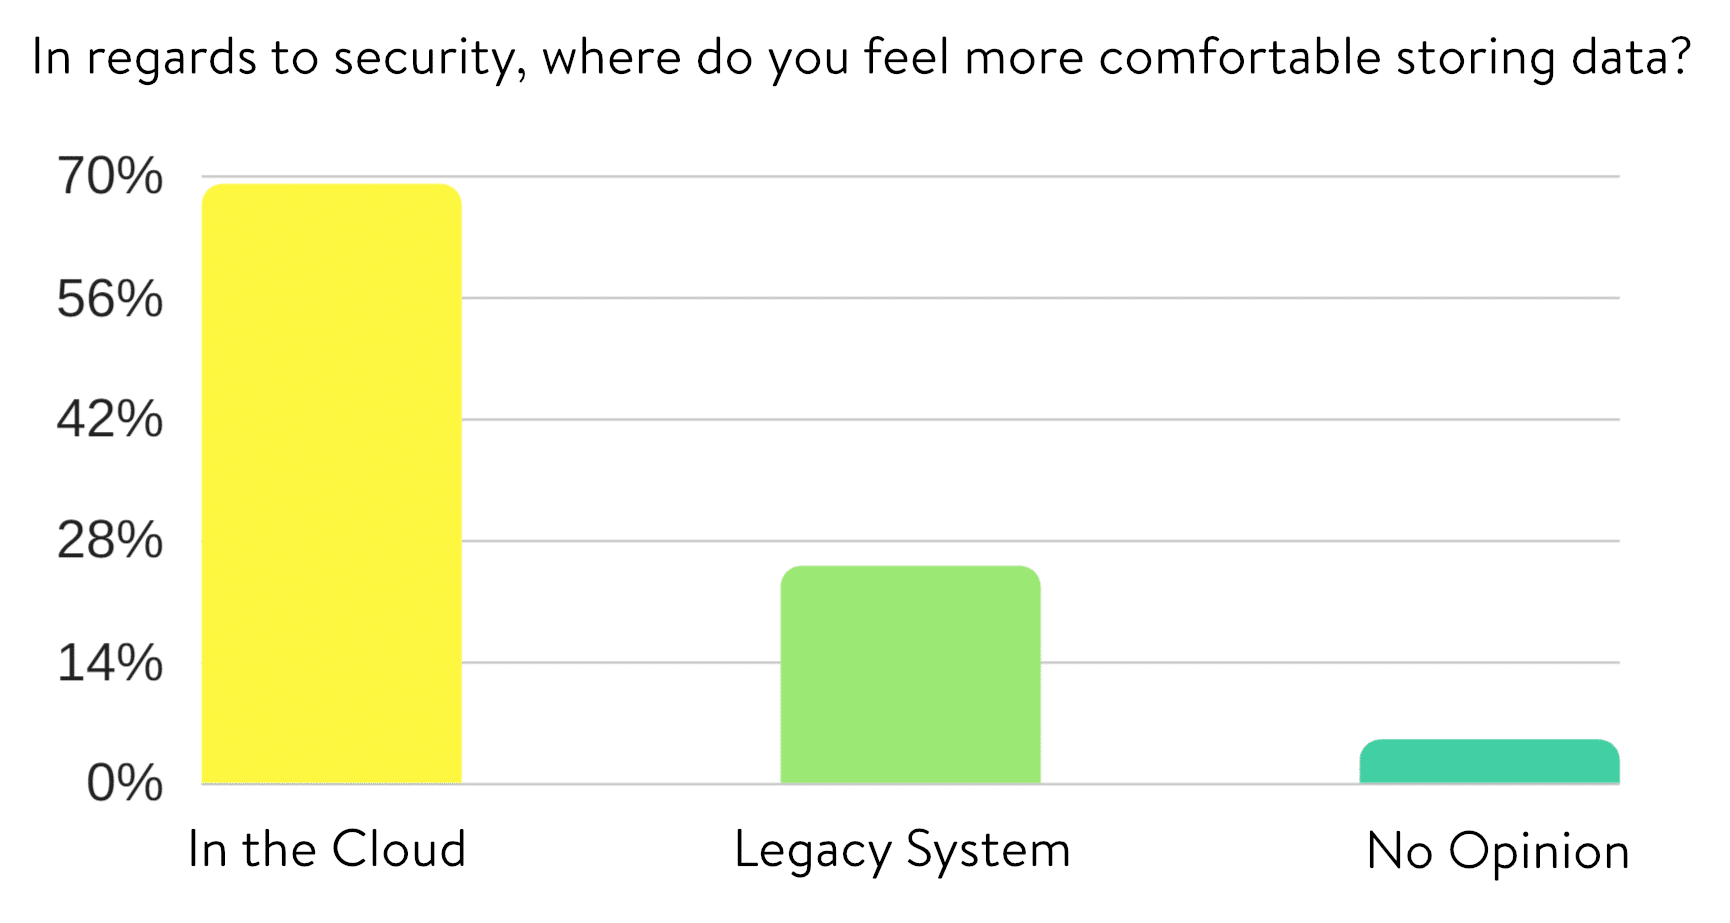 In regards to security, where do you feel more comfortable storing data?
70%
56%
42%
28%
14%
0%
In the Cloud
Legacy System
No Opinion